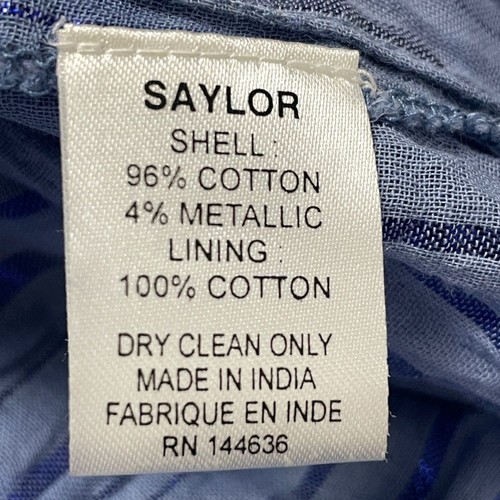 SAYLOR
SHELL :
96% COTTON
4% METALLIC
LINING :
100% COTTON
DRY CLEAN ONLY
MADE IN INDIA
FABRIQUE EN INDE
RN 144636